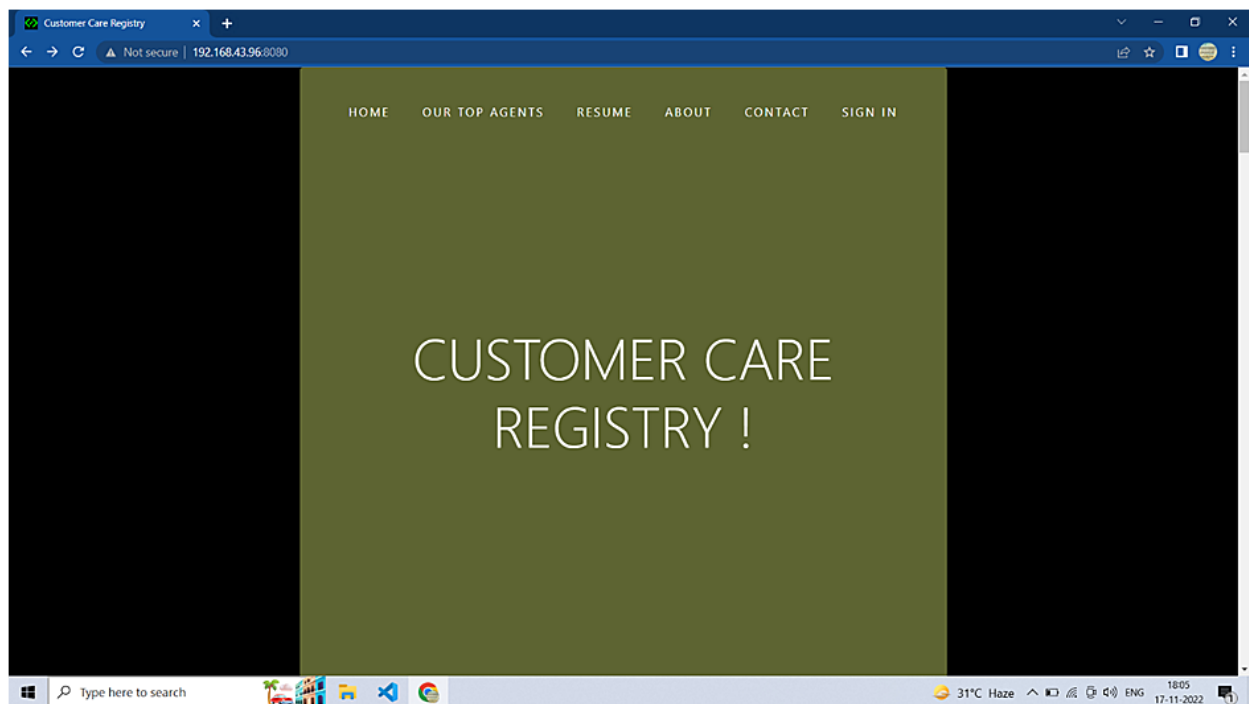 Customer Care Registry
Not secure | 192.168.43.96:8080
HOME OUR TOP AGENTS RESUME ABOUT CONTACT SIGN IN
CUSTOMER CARE
REGISTRY !
Type here to search
31°C Haze
ENG
18:05
17-11-2022
1